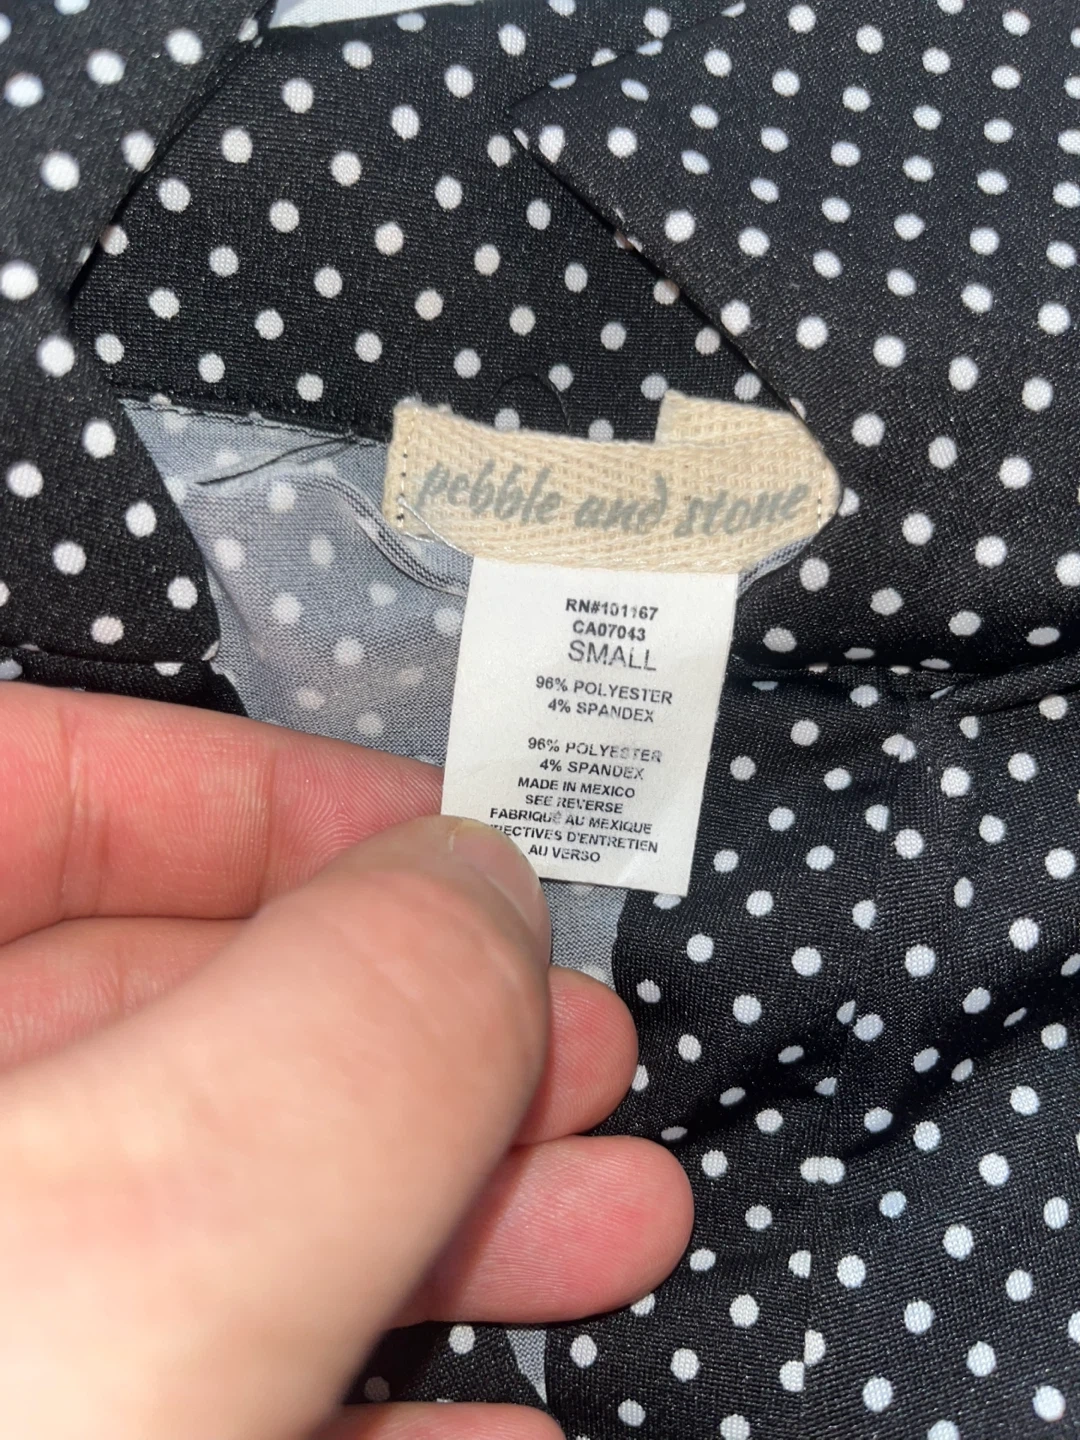 pebble and stone
RN#101167
CA07043
SMALL
96% POLYESTER
4% SPANDEX
96% POLYESTER
4% SPANDEX
MADE IN MEXICO
SEE REVERSE
FABRIQUÉ AU MEXIQUE
D'ENTRETIEN
AU VERSO